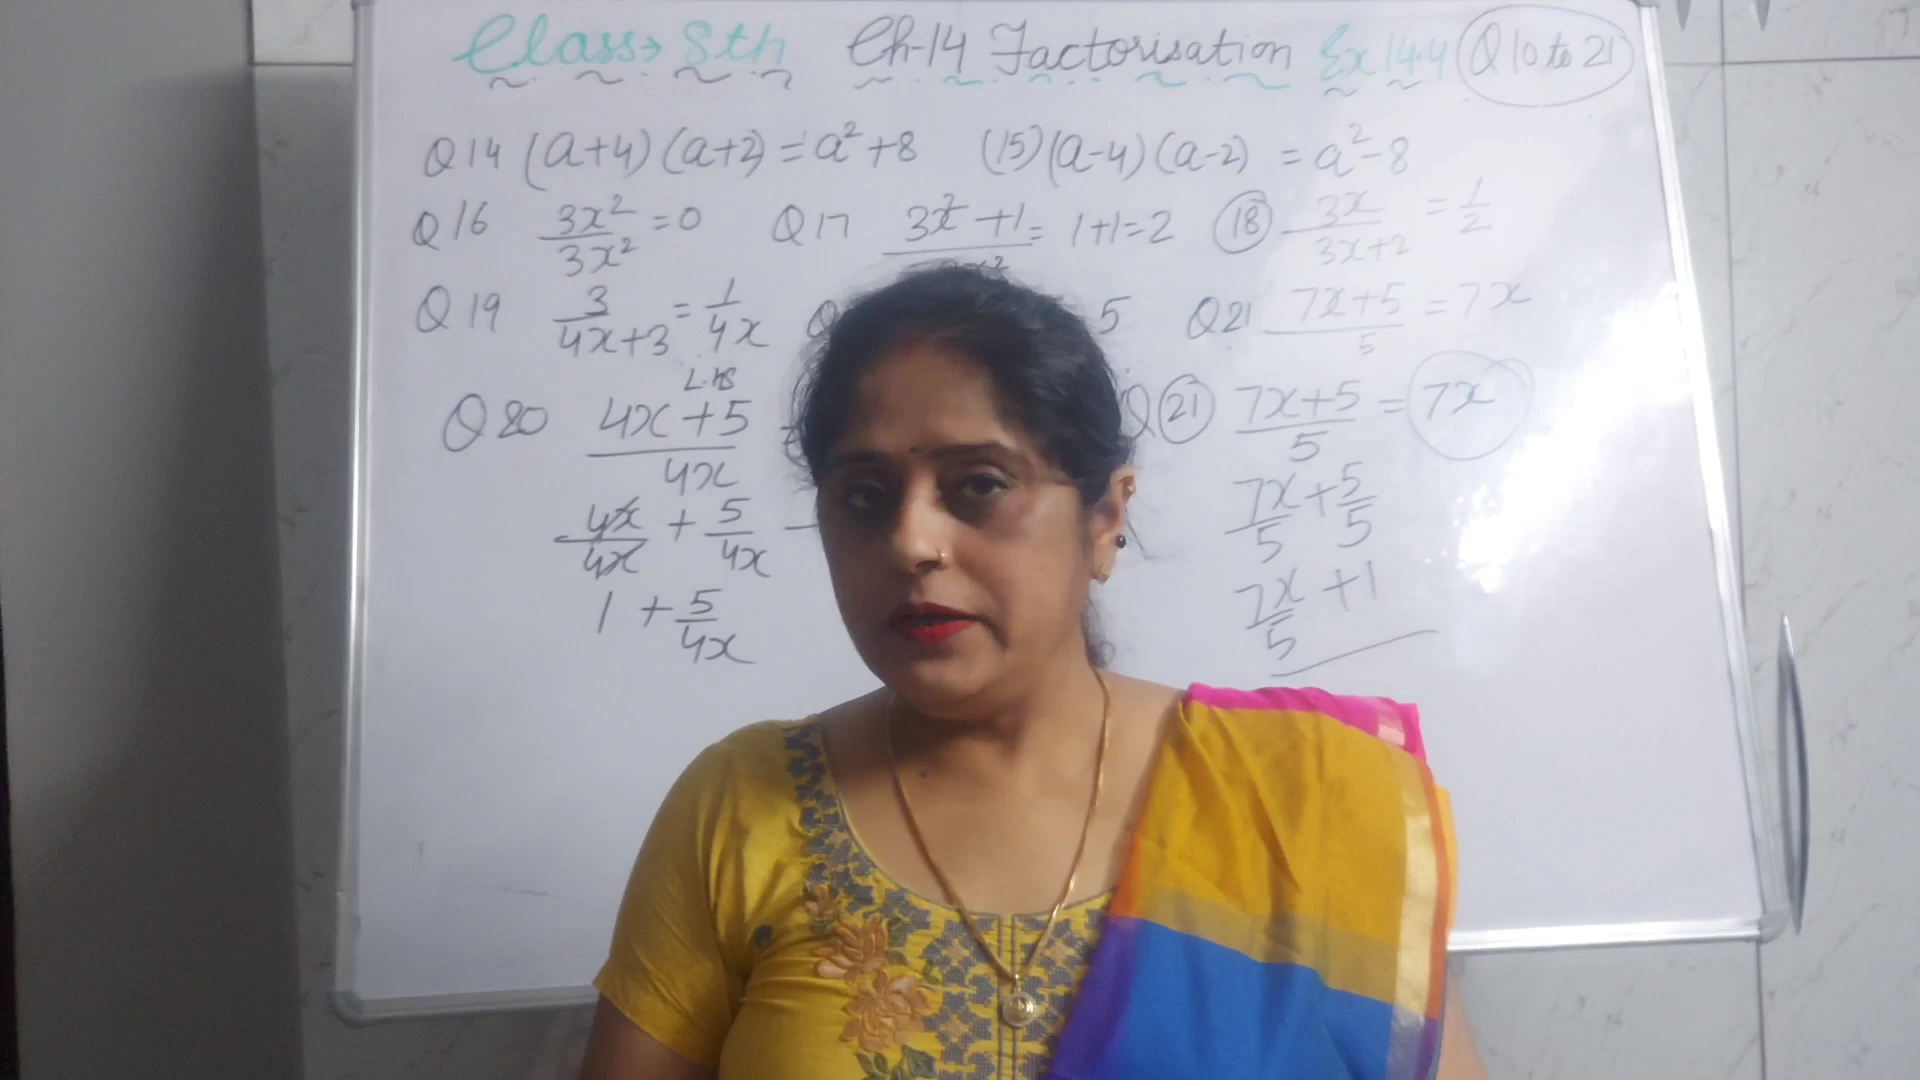 Class → 8th Ch-14 Factorisation Ex 14.4 Q 10 to 21
Q14 (a+4)(a+2) = a²+8 (15) (a-4)(a-2) = a²-8
Q16 3x²/3x² = 0 Q17 3x²+1/ = 1+1=2 18 3x/3x+2 = 1/2
Q19 3/4x+3 = 1/4x 5 Q21 7x+5/5 = 7x
L.HS
Q20 4x+5/4x Q21 7x+5/5 = 7x
4x/4x + 5/4x 7x/5 + 5/5
1 + 5/4x 7x/5 + 1